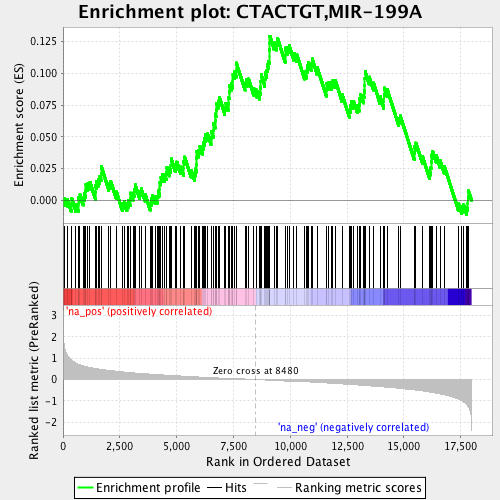 Enrichment plot: CTACTGT,MIR-199A
Enrichment score (ES)
0.125
0.100
0.075
0.050
0.025
0.000
'na_pos' (positively correlated)
Ranked list metric (PreRanked)
3
2
1
0
-1
-2
Zero cross at 8480
'na_neg' (negatively correlated)
0
2,500
5,000
7,500
10,000
12,500
15,000
17,500
Rank in Ordered Dataset
Enrichment profile
Hits
Ranking metric scores